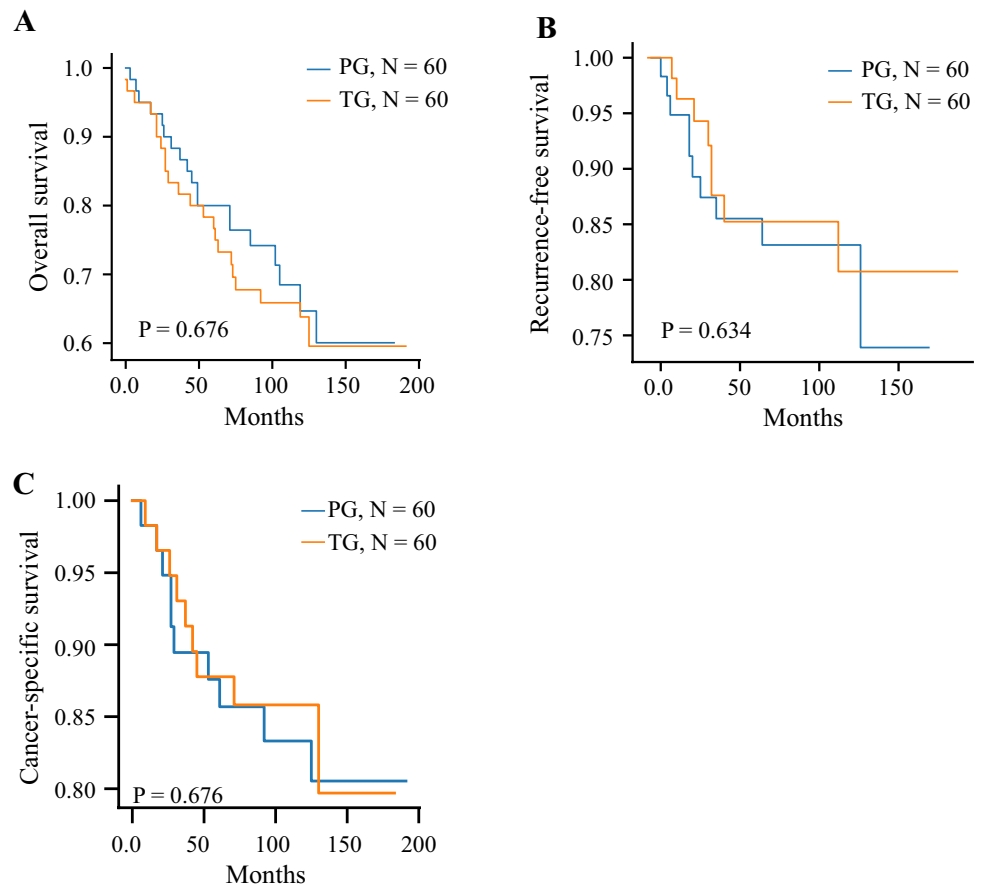 A
Overall survival
1.0
0.9
0.8
0.7
0.6
PG, N = 60
TG, N = 60
P = 0.676
0.0 50 100 150 200
Months
B
Recurrence-free survival
1.00
0.95
0.90
0.85
0.80
0.75
PG, N = 60
TG, N = 60
P = 0.634
0.0 50 100 150
Months
C
Cancer-specific survival
1.00
0.95
0.90
0.85
0.80
PG, N = 60
TG, N = 60
P = 0.676
0.0 50 100 150 200
Months